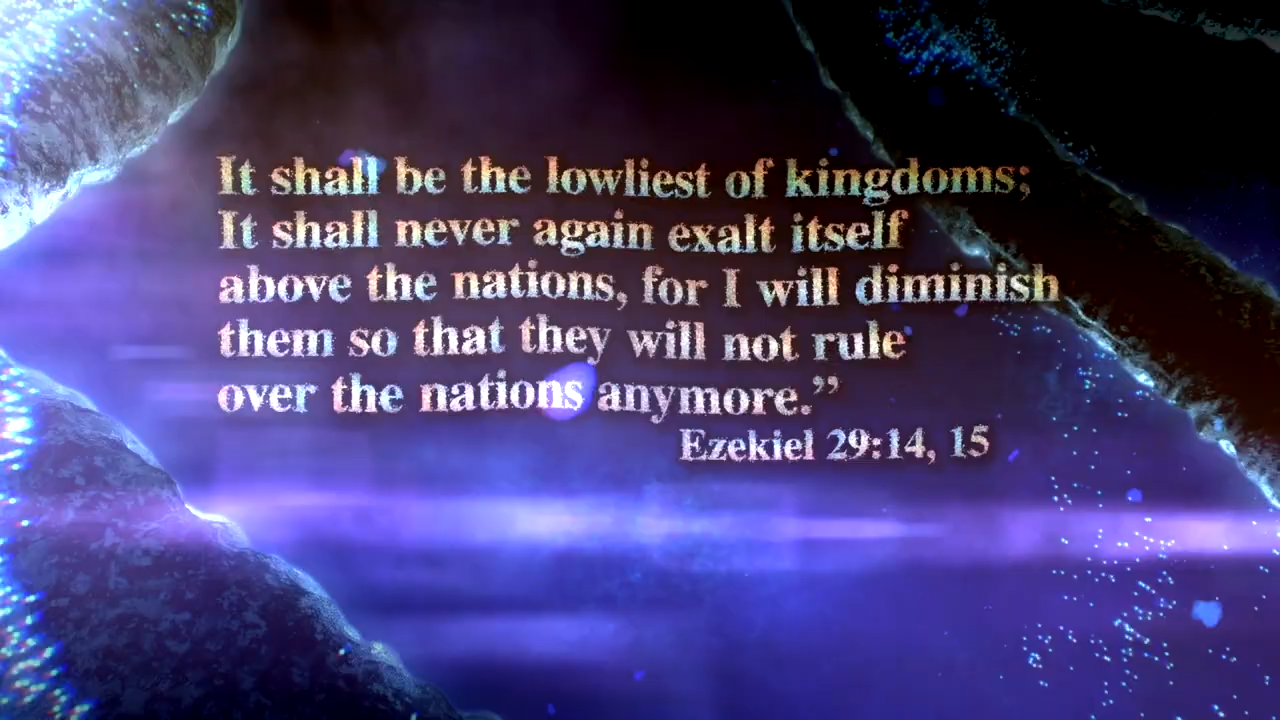 It shall be the lowliest of kingdoms;
It shall never again exalt itself
above the nations, for I will diminish
them so that they will not rule
over the nations anymore.”
Ezekiel 29:14, 15